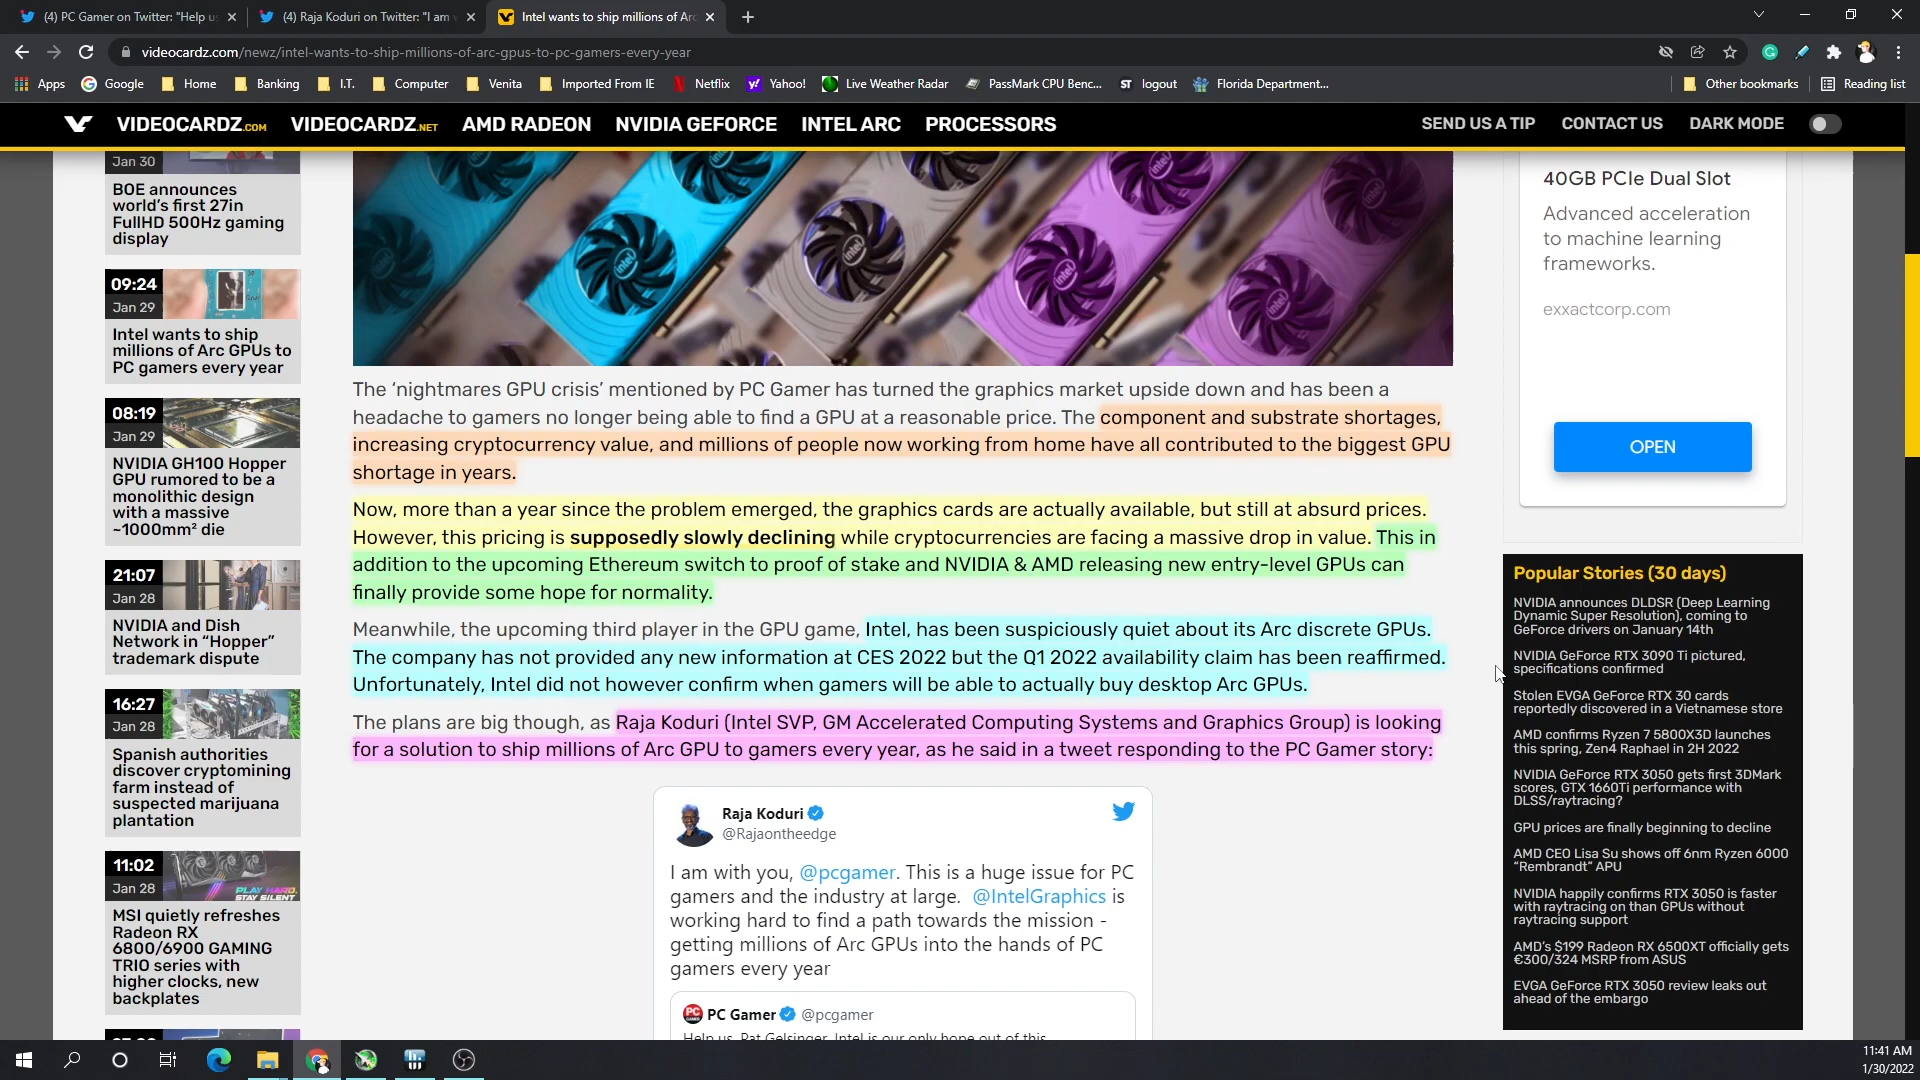 (4) PC Gamer on Twitter: "Help us
(4) Raja Koduri on Twitter: "I am w
Intel wants to ship millions of Arc
videocardz.com/newz/intel-wants-to-ship-millions-of-arc-gpus-to-pc-gamers-every-year
Apps Google Home Banking I.T. Computer Venita Imported From IE Netflix Yahoo! Live Weather Radar PassMark CPU Benc... logout Florida Department... Other bookmarks Reading list
VIDEOCARDZ.COM VIDEOCARDZ.NET AMD RADEON NVIDIA GEFORCE INTEL ARC PROCESSORS SEND US A TIP CONTACT US DARK MODE
Jan 30
BOE announces
world's first 27in
FullHD 500Hz gaming
display
09:24
Jan 29
Intel wants to ship
millions of Arc GPUs to
PC gamers every year
08:19
Jan 29
NVIDIA GH100 Hopper
GPU rumored to be a
monolithic design
with a massive
~1000mm² die
21:07
Jan 28
NVIDIA and Dish
Network in “Hopper”
trademark dispute
16:27
Jan 28
Spanish authorities
discover cryptomining
farm instead of
suspected marijuana
plantation
11:02
Jan 28
PLAY HARD.
STAY SILENT
MSI quietly refreshes
Radeon RX
6800/6900 GAMING
TRIO series with
higher clocks, new
backplates
intel
intel
intel
intel
The ‘nightmares GPU crisis’ mentioned by PC Gamer has turned the graphics market upside down and has been a
headache to gamers no longer being able to find a GPU at a reasonable price. The component and substrate shortages,
increasing cryptocurrency value, and millions of people now working from home have all contributed to the biggest GPU
shortage in years.
Now, more than a year since the problem emerged, the graphics cards are actually available, but still at absurd prices.
However, this pricing is supposedly slowly declining while cryptocurrencies are facing a massive drop in value. This in
addition to the upcoming Ethereum switch to proof of stake and NVIDIA & AMD releasing new entry-level GPUs can
finally provide some hope for normality.
Meanwhile, the upcoming third player in the GPU game, Intel, has been suspiciously quiet about its Arc discrete GPUs.
The company has not provided any new information at CES 2022 but the Q1 2022 availability claim has been reaffirmed.
Unfortunately, Intel did not however confirm when gamers will be able to actually buy desktop Arc GPUs.
The plans are big though, as Raja Koduri (Intel SVP, GM Accelerated Computing Systems and Graphics Group) is looking
for a solution to ship millions of Arc GPU to gamers every year, as he said in a tweet responding to the PC Gamer story:
Raja Koduri
@Rajaontheedge
I am with you, @pcgamer. This is a huge issue for PC
gamers and the industry at large. @IntelGraphics is
working hard to find a path towards the mission -
getting millions of Arc GPUs into the hands of PC
gamers every year
PC Gamer @pcgamer
Help us, Pat Gelsinger, Intel is our only hope out of this
40GB PCIe Dual Slot
Advanced acceleration
to machine learning
frameworks.
exxactcorp.com
OPEN
Popular Stories (30 days)
NVIDIA announces DLDSR (Deep Learning
Dynamic Super Resolution), coming to
GeForce drivers on January 14th
NVIDIA GeForce RTX 3090 Ti pictured,
specifications confirmed
Stolen EVGA GeForce RTX 30 cards
reportedly discovered in a Vietnamese store
AMD confirms Ryzen 7 5800X3D launches
this spring, Zen4 Raphael in 2H 2022
NVIDIA GeForce RTX 3050 gets first 3DMark
scores, GTX 1660Ti performance with
DLSS/raytracing?
GPU prices are finally beginning to decline
AMD CEO Lisa Su shows off 6nm Ryzen 6000
“Rembrandt” APU
NVIDIA happily confirms RTX 3050 is faster
with raytracing on than GPUs without
raytracing support
AMD's $199 Radeon RX 6500XT officially gets
€300/324 MSRP from ASUS
EVGA GeForce RTX 3050 review leaks out
ahead of the embargo
11:41 AM
1/30/2022